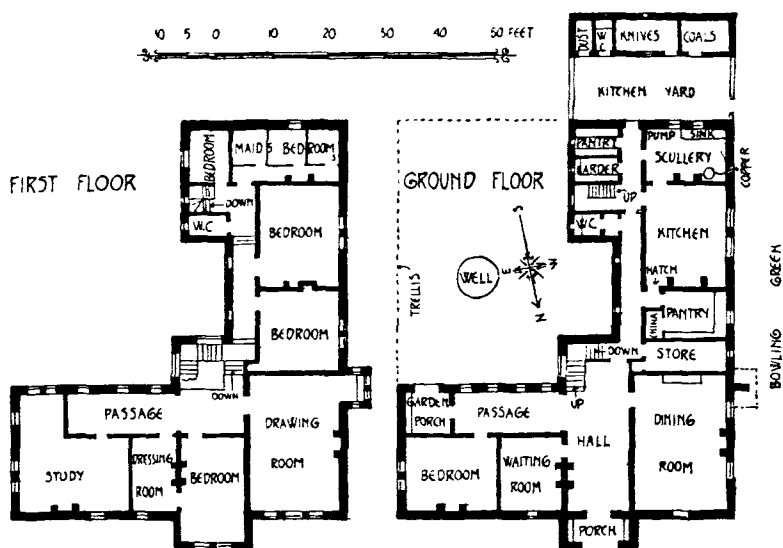 10 5 0 10 20 30 40 50 FEET
FIRST FLOOR
BEDROOM
MAIDS BEDROOMS
DOWN
W.C
BEDROOM
BEDROOM
DOWN
PASSAGE
DRAWING
ROOM
STUDY
DRESSING
ROOM
BEDROOM
GROUND FLOOR
DUST
W
C
KNIVES
COALS
KITCHEN YARD
PANTRY
LARDER
PUMP
SINK
SCULLERY
COPPER
UP
W.C
KITCHEN
HATCH
CHINA
PANTRY
STORE
DOWN
S
E
W
N
WELL
TRELLIS
BOWLING GREEN
UP
GARDEN
PORCH
PASSAGE
HALL
DINING
ROOM
BEDROOM
WAITING
ROOM
PORCH